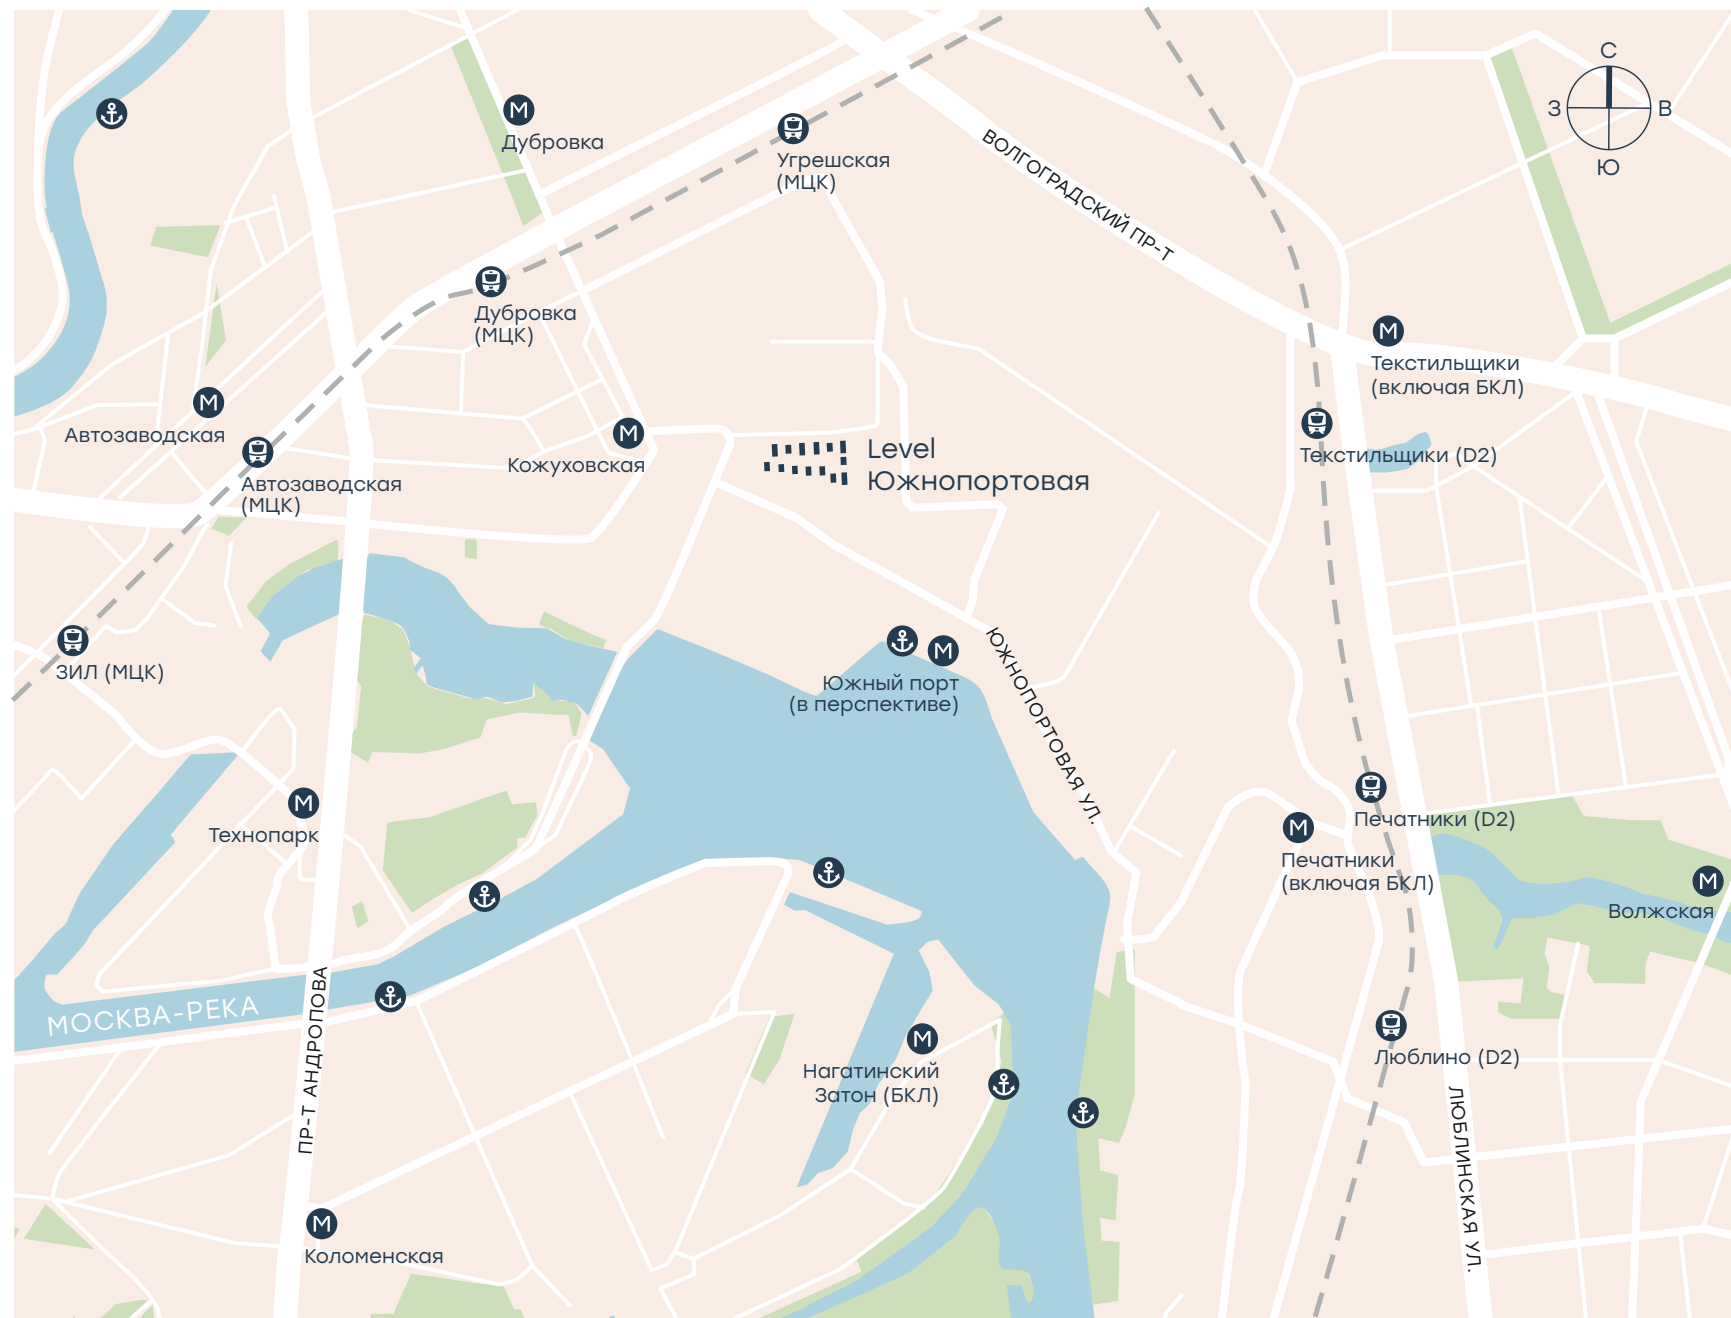 С
З
В
Ю
М
Дубровка
Угрешская
(МЦК)
ВОЛГОГРАДСКИЙ ПР-Т
Дубровка
(МЦК)
М
Текстильщики
(включая БКЛ)
М
Автозаводская
Автозаводская
(МЦК)
М
Кожуховская
Level
Южнопортовая
Текстильщики (D2)
ЗИЛ (МЦК)
М
Южный порт
(в перспективе)
ЮЖНОПОРТОВАЯ УЛ.
М
Технопарк
Печатники (D2)
М
Печатники
(включая БКЛ)
М
Волжская
МОСКВА-РЕКА
ПР-Т АНДРОПОВА
М
Нагатинский
Затон (БКЛ)
Люблино (D2)
ЛЮБЛИНСКАЯ УЛ.
М
Коломенская